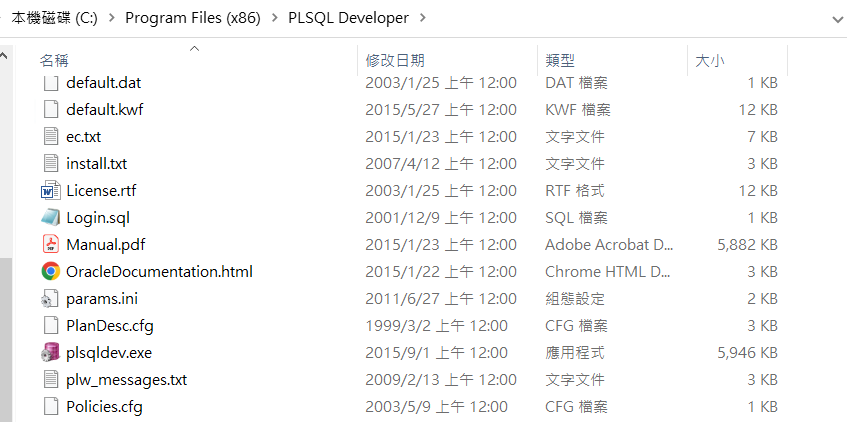 本機磁碟 (C:) > Program Files (x86) > PLSQL Developer >
名稱 修改日期 類型 大小
default.dat 2003/1/25 上午 12:00 DAT 檔案 1 KB
default.kwf 2015/5/27 上午 12:00 KWF 檔案 12 KB
ec.txt 2015/1/23 上午 12:00 文字文件 7 KB
install.txt 2007/4/12 上午 12:00 文字文件 3 KB
License.rtf 2003/1/25 上午 12:00 RTF 格式 12 KB
Login.sql 2001/12/9 上午 12:00 SQL 檔案 1 KB
Manual.pdf 2015/1/23 上午 12:00 Adobe Acrobat D... 5,882 KB
OracleDocumentation.html 2015/1/22 上午 12:00 Chrome HTML D... 3 KB
params.ini 2011/6/27 上午 12:00 組態設定 2 KB
PlanDesc.cfg 1999/3/2 上午 12:00 CFG 檔案 3 KB
plsqldev.exe 2015/9/1 上午 12:00 應用程式 5,946 KB
plw_messages.txt 2009/2/13 上午 12:00 文字文件 3 KB
Policies.cfg 2003/5/9 上午 12:00 CFG 檔案 1 KB